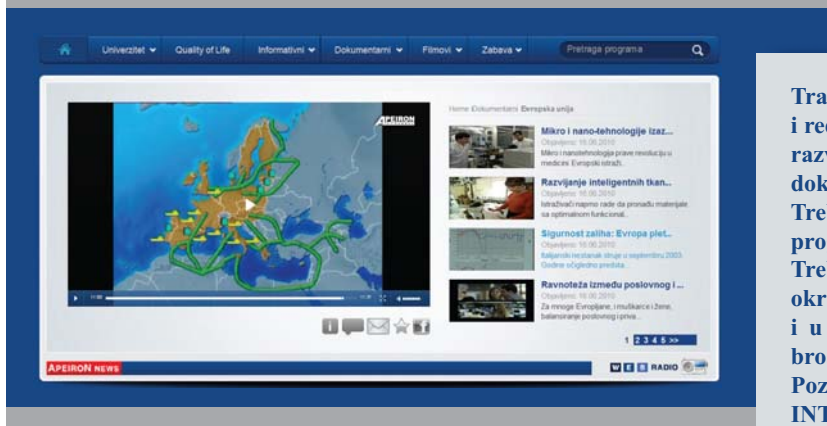 Univerzitet
Quality of Life
Informativni
Dokumentarni
Filmovi
Zabava
Pretraga programa
APEIRON
Home Dokumentarni Evropska unija
Mikro i nano-tehnologije izaz...
Objavljeno: 16.06.2010
Mikro i nanotehnologija prave revoluciju u
medicini. Evropski istraži..
Razvijanje inteligentnih tkan...
Objavljeno: 16.06.2010
Istraživači naprno rade da pronađu materijale
sa optimalnom funkcional..
Sigurnost zaliha: Evropa plet...
Objavljeno: 16.06.2010
Italijanski nestanak struje u septembru 2003.
Godine očigledno predsta...
Ravnoteža između poslovnog i ...
Objavljeno: 16.06.2010
Za mnoge Evropljane, i muškarce i žene,
balansiranje poslovnog i priva...
1 2 3 4 5 >>
APEIRON NEWS
WEB RADIO
Tra
i re
razv
dok
Tre
pro
Tre
okr
i u
bro
Poz
INT